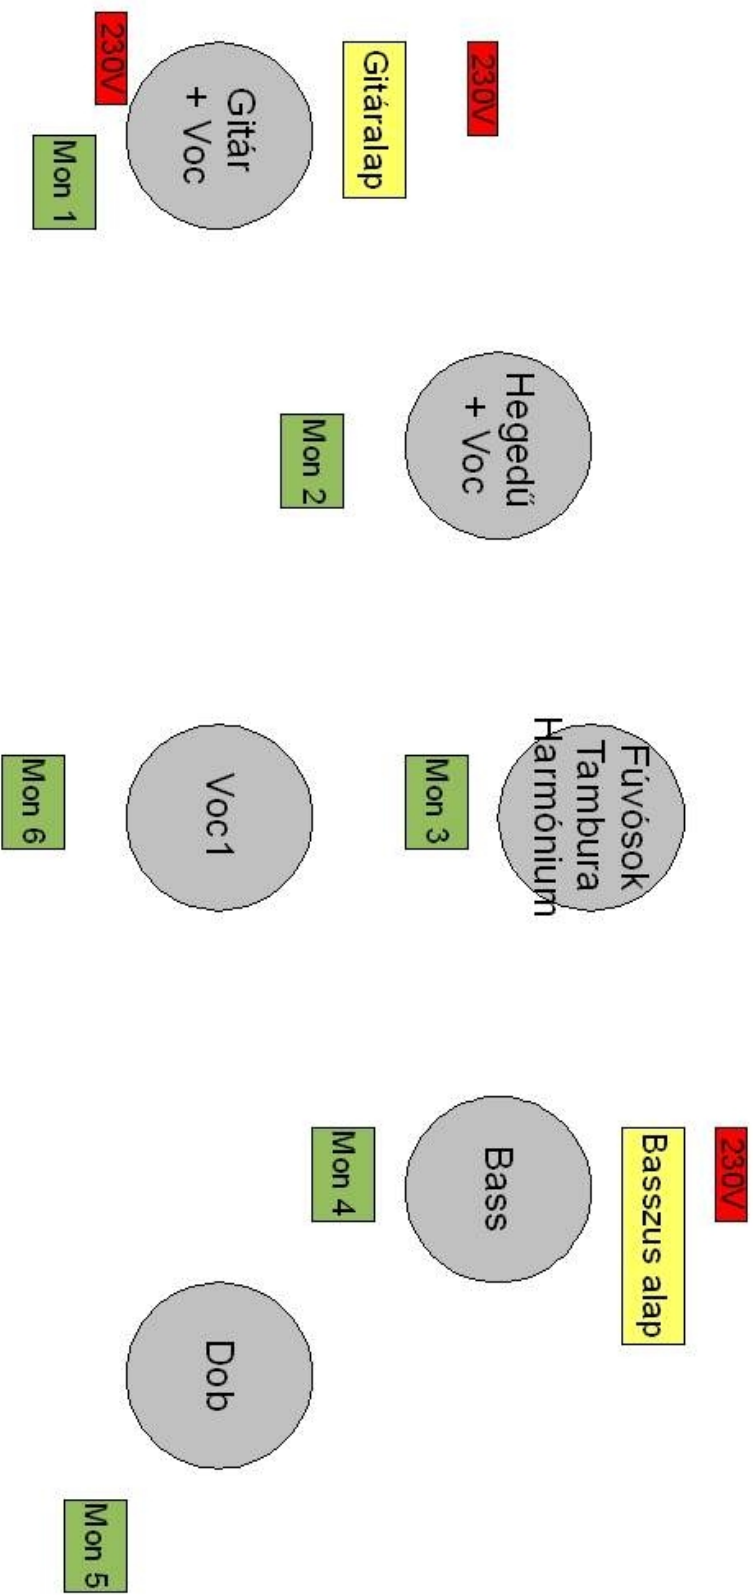 230V
Basszus alap
Fúvósok
Tambura
Harmónium
230V
Hegedű
+ Voc
Bass
Mon 3
Gitáralap
Mon 2
Mon 4
Gitár
+ Voc
Voc1
Dob
230V
Mon 5
Mon 1
Mon 6